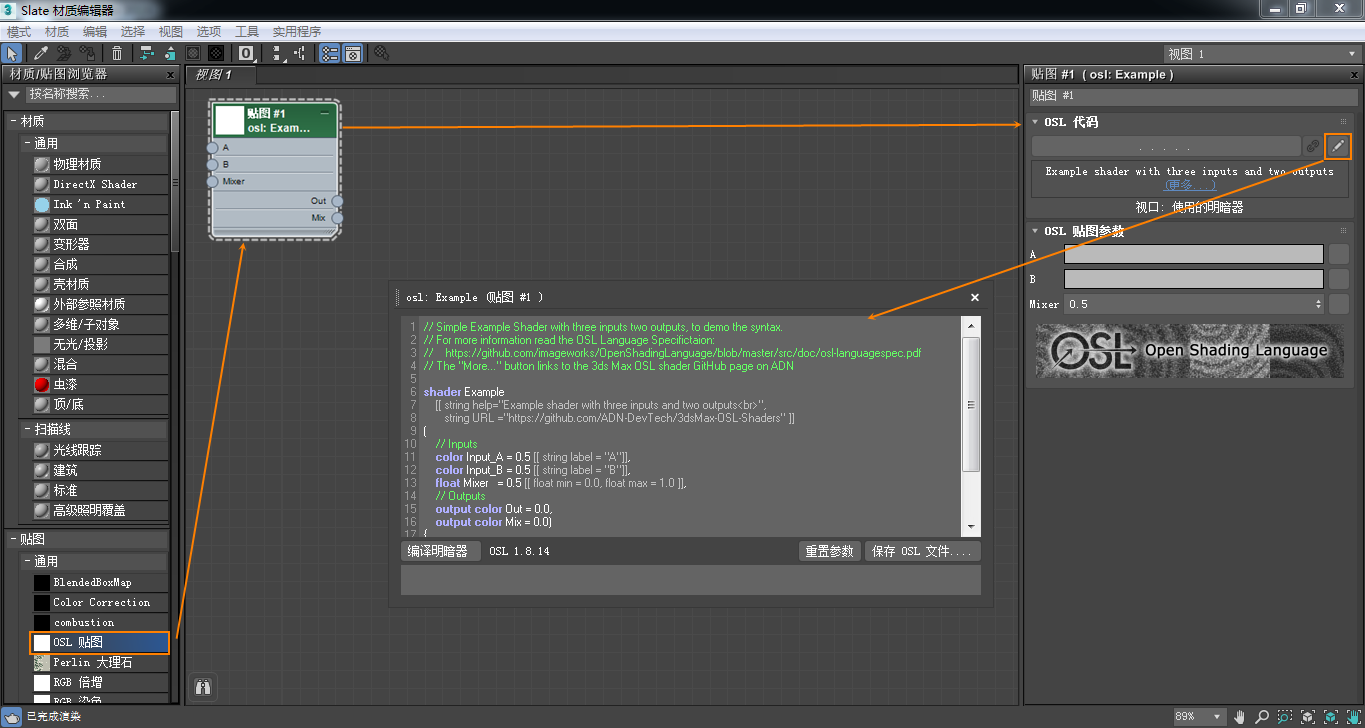 Slate 材质编辑器
模式 材质 编辑 选择 视图 选项 工具 实用程序
视图 1
材质/贴图浏览器
按名称搜索...
- 材质
- 通用
物理材质
DirectX Shader
Ink 'n Paint
双面
变形器
合成
壳材质
外部参照材质
多维/子对象
无光/投影
混合
虫漆
顶/底
- 扫描线
光线跟踪
建筑
标准
高级照明覆盖
- 贴图
- 通用
BlendedBoxMap
Color Correction
combustion
OSL 贴图
Perlin 大理石
RGB 倍增
RGB 染色
已完成渲染
视图 1
贴图 #1
osl: Exam...
A
B
Mixer
Out
Mix
osl: Example (贴图 #1 )
1 // Simple Example Shader with three inputs two outputs, to demo the syntax.
2 // For more information read the OSL Language Specifictaion:
3 // https://github.com/imageworks/OpenShadingLanguage/blob/master/src/doc/osl-languagespec.pdf
4 // The "More..." button links to the 3ds Max OSL shader GitHub page on ADN
5
6 shader Example
7 [[ string help="Example shader with three inputs and two outputs<br>",
8 string URL ="https://github.com/ADN-DevTech/3dsMax-OSL-Shaders" ]]
9 (
10 // Inputs
11 color Input_A = 0.5 [[ string label = "A"]],
12 color Input_B = 0.5 [[ string label = "B"]],
13 float Mixer = 0.5 [[ float min = 0.0, float max = 1.0 ]],
14 // Outputs
15 output color Out = 0.0,
16 output color Mix = 0.0)
17 {
编译明暗器 OSL 1.8.14 重置参数 保存 OSL 文件....
贴图 #1 ( osl: Example )
贴图 #1
OSL 代码
. . . . .
Example shader with three inputs and two outputs
(更多...)
视口: 使用的明暗器
OSL 贴图参数
A
B
Mixer 0.5
OSL Open Shading Language
89%